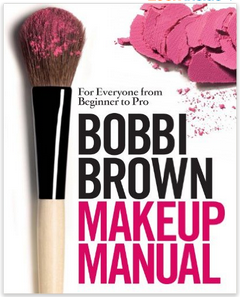 For Everyone from
Beginner to Pro
BOBBI
BROWN
MAKEUP
MANUAL